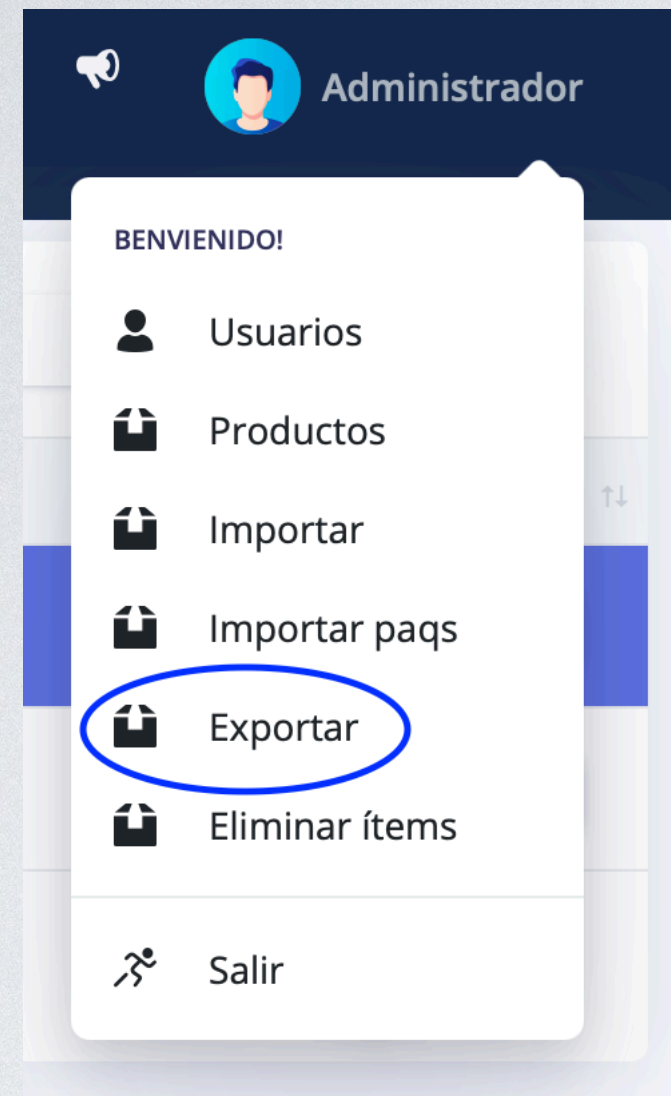 Administrador
BENVIENIDO!
Usuarios
Productos
Importar
Importar paqs
Exportar
Eliminar ítems
Salir